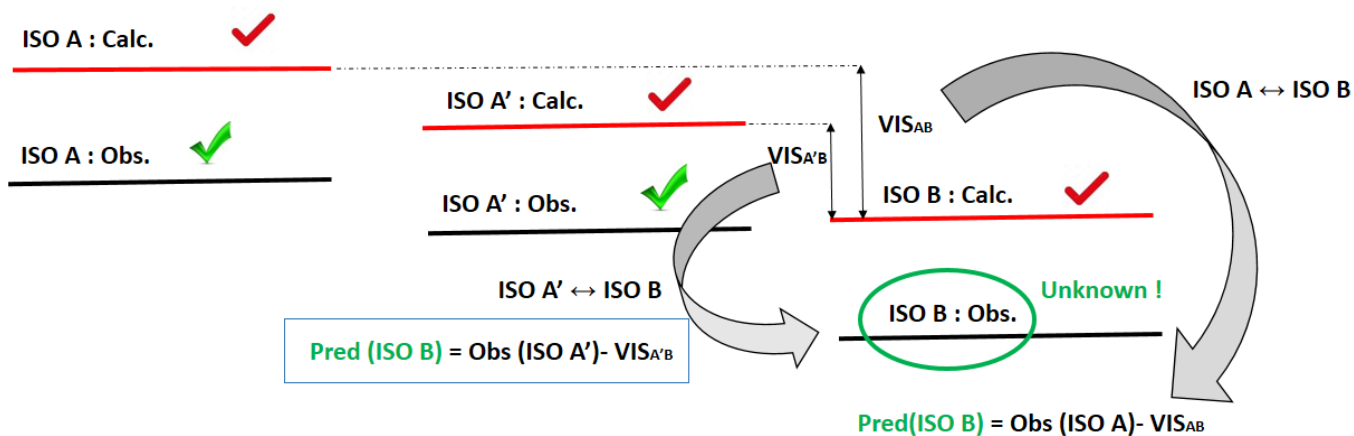 ISO A : Calc.
ISO A' : Calc.
ISO A ↔ ISO B
VISAB
VISA'B
ISO A : Obs.
ISO A' : Obs.
ISO B : Calc.
ISO A' ↔ ISO B
Unknown !
ISO B : Obs.
Pred (ISO B) = Obs (ISO A')- VISA'B
Pred(ISO B) = Obs (ISO A)- VISAB